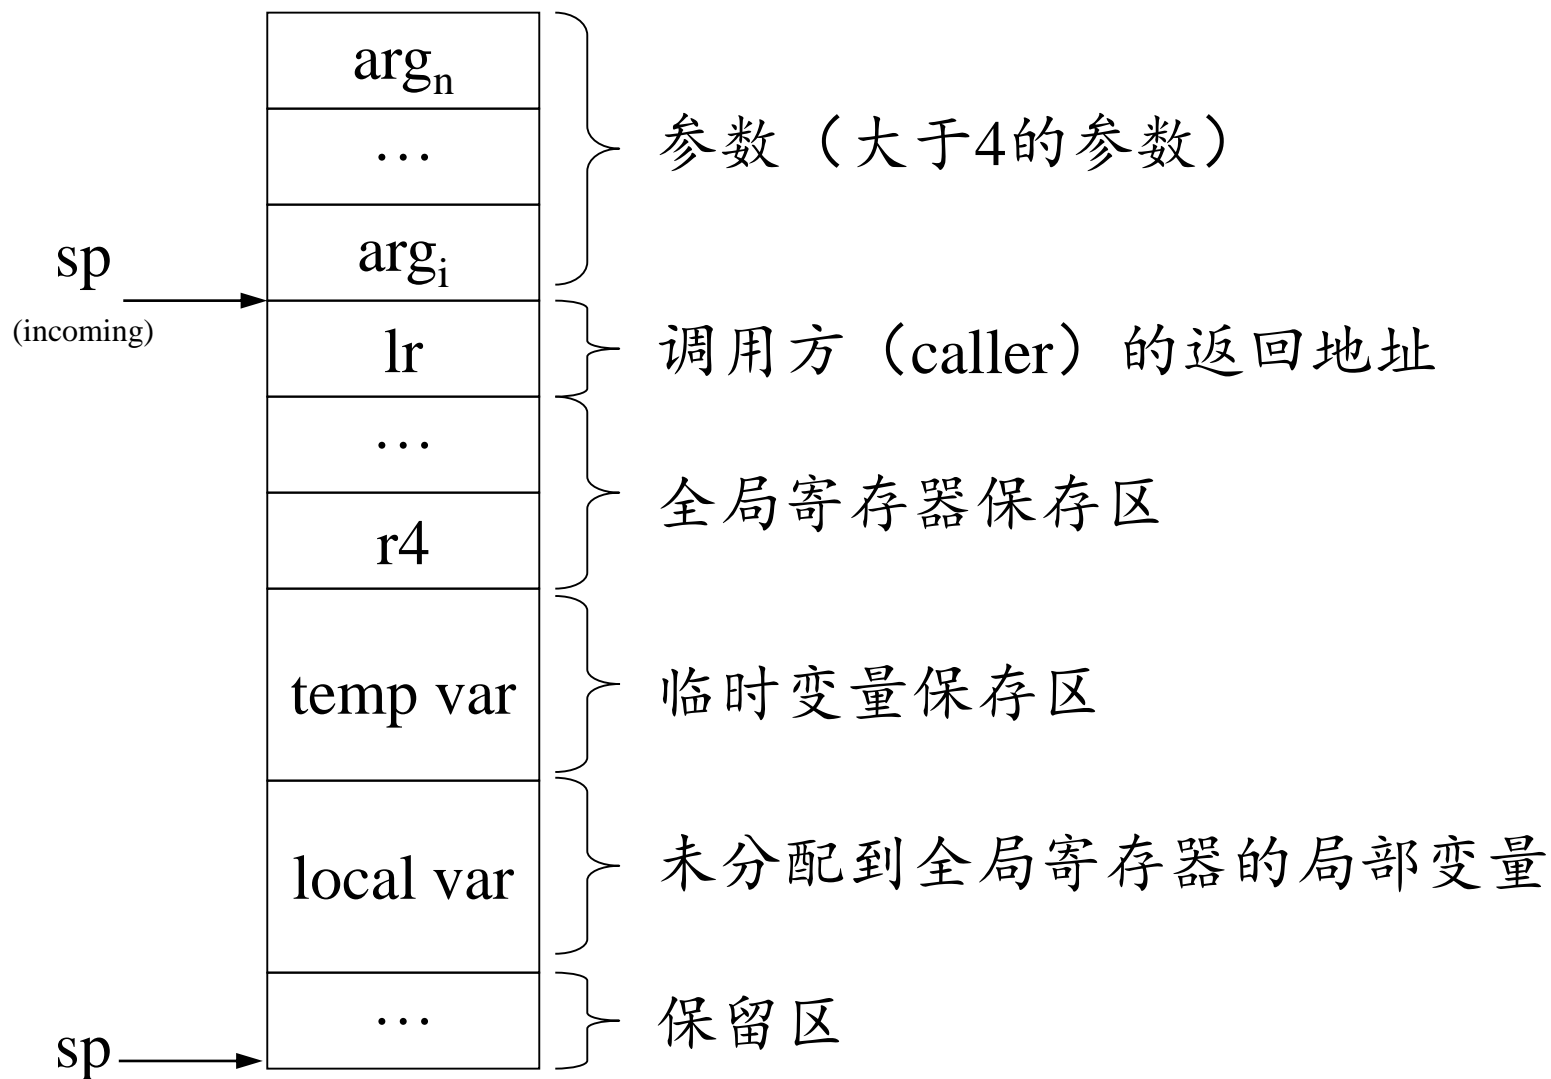 argn
…
参数（大于4的参数）
argi
sp
(incoming)
lr
调用方（caller）的返回地址
…
全局寄存器保存区
r4
temp var
临时变量保存区
local var
未分配到全局寄存器的局部变量
…
保留区
sp